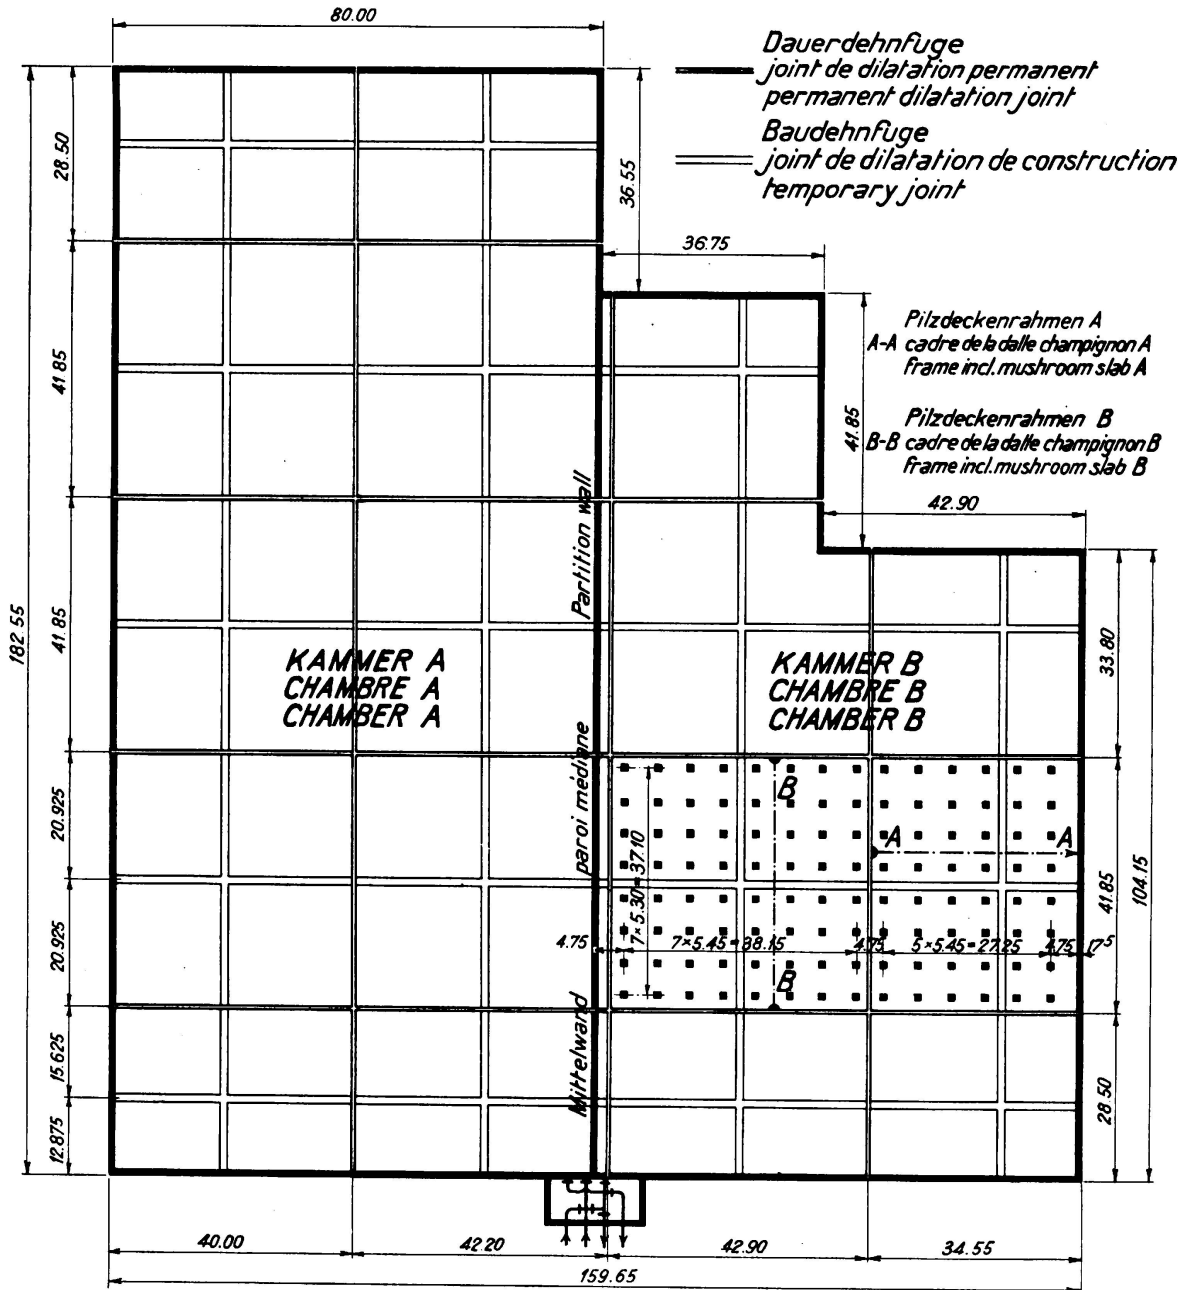 80.00
Dauerdehnfuge
joint de dilatation permanent
permanent dilatation joint
Baudehnfuge
joint de dilatation de construction
temporary joint
28.50
36.55
36.75
Pilzdeckenrahmen A
A-A cadre de la dalle champignon A
frame incl. mushroom slab A
41.85
41.85
Pilzdeckenrahmen B
B-B cadre de la dalle champignon B
frame incl. mushroom slab B
42.90
182.55
41.85
Partition wall
33.80
KAMMER A
CHAMBRE A
CHAMBER A
KAMMER B
CHAMBRE B
CHAMBER B
20.925
paroi médiane
B
A
A
7×5.30=37.10
41.85
104.15
20.925
4.75
7×5.45=38.15
4.75
5×5.45=27.25
4.75
17⁵
B
15.625
Mittelwand
28.50
12.875
40.00
42.20
42.90
34.55
159.65